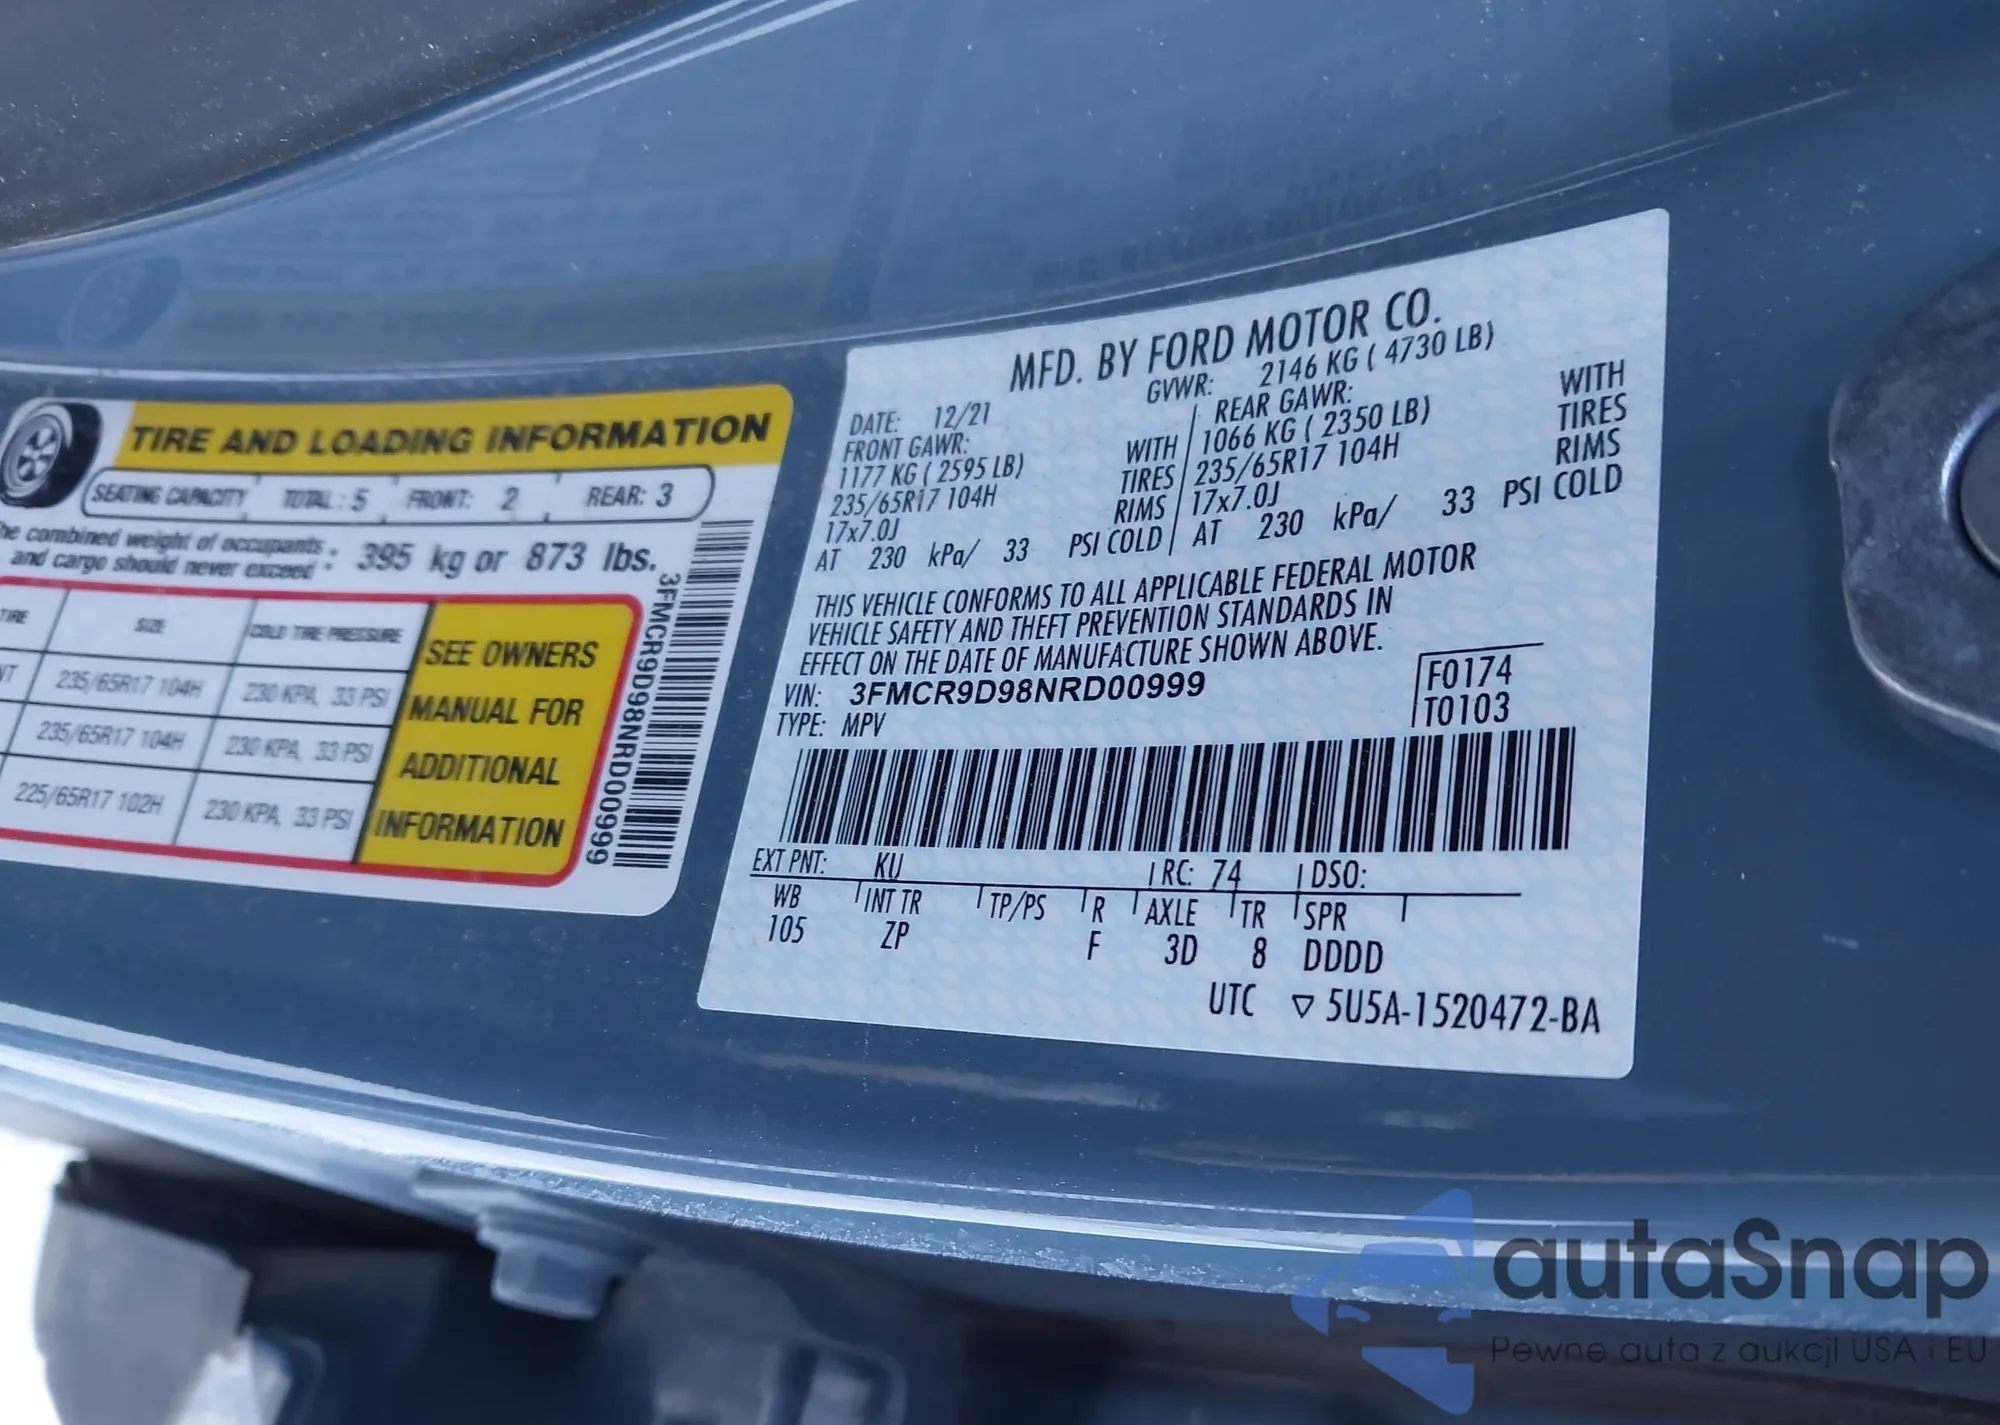 TIRE AND LOADING INFORMATION
SEATING CAPACITY TOTAL: 5 FRONT: 2 REAR: 3
The combined weight of occupants
and cargo should never exceed : 395 kg or 873 lbs.
TIRE SIZE COLD TIRE PRESSURE
235/65R17 104H 230 KPA, 33 PSI
235/65R17 104H 230 KPA, 33 PSI
225/65R17 102H 230 KPA, 33 PSI
SEE OWNERS
MANUAL FOR
ADDITIONAL
INFORMATION
3FMCR9D98NRD00999
MFD. BY FORD MOTOR CO.
DATE: 12/21 GVWR: 2146 KG ( 4730 LB)
FRONT GAWR: REAR GAWR:
1177 KG ( 2595 LB) WITH 1066 KG ( 2350 LB) WITH
235/65R17 104H TIRES 235/65R17 104H TIRES
17x7.0J RIMS 17x7.0J RIMS
AT 230 kPa/ 33 PSI COLD AT 230 kPa/ 33 PSI COLD
THIS VEHICLE CONFORMS TO ALL APPLICABLE FEDERAL MOTOR
VEHICLE SAFETY AND THEFT PREVENTION STANDARDS IN
EFFECT ON THE DATE OF MANUFACTURE SHOWN ABOVE.
VIN: 3FMCR9D98NRD00999 F0174
TYPE: MPV T0103
EXT PNT: KU RC: 74 DSO:
WB INT TR TP/PS R AXLE TR SPR
105 ZP F 3D 8 DDDD
UTC ▽ 5U5A-1520472-BA
autaSnap
Pewne auta z aukcji USA i EU